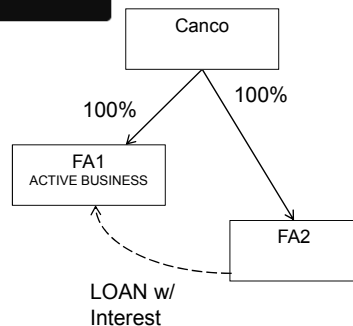 Canco
100%
100%
FA1
ACTIVE BUSINESS
FA2
LOAN w/
Interest